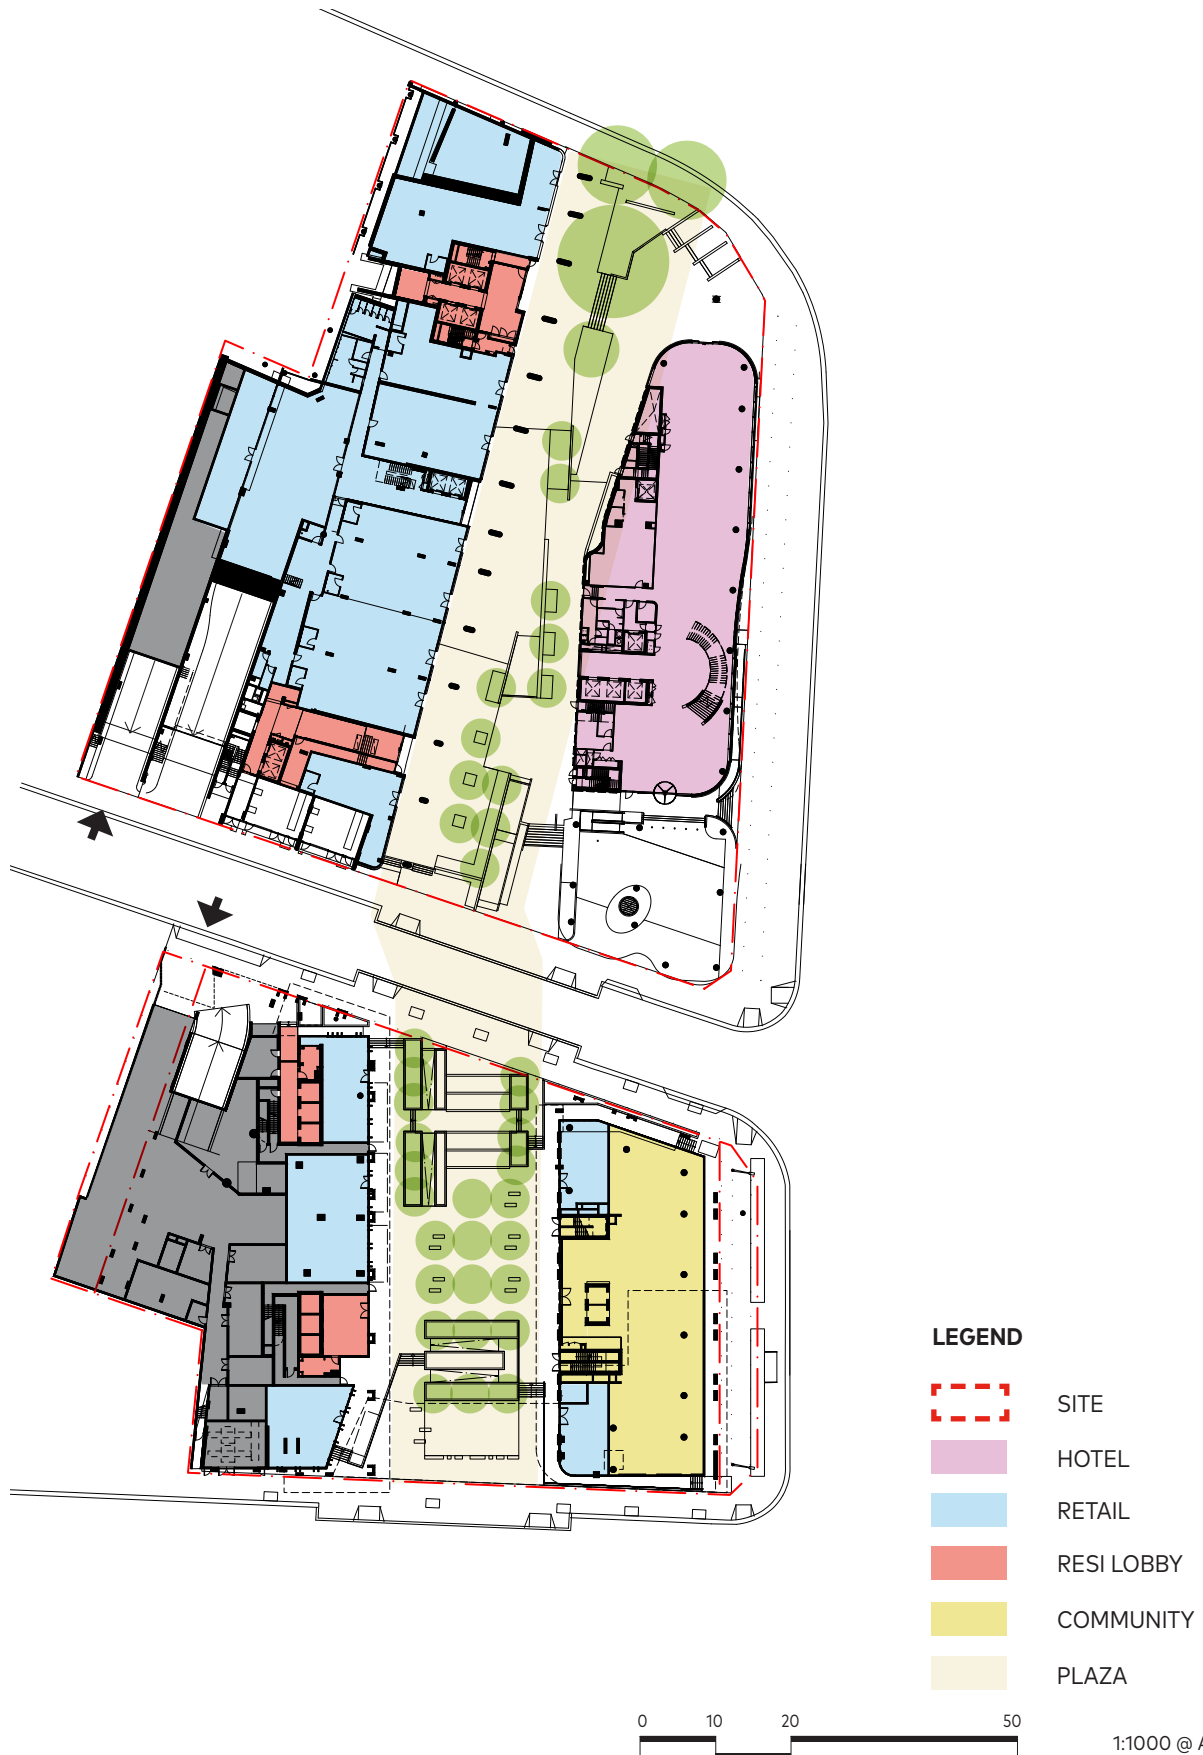 LEGEND
SITE
HOTEL
RETAIL
RESI LOBBY
COMMUNITY
PLAZA
0 10 20 50
1:1000 @ A